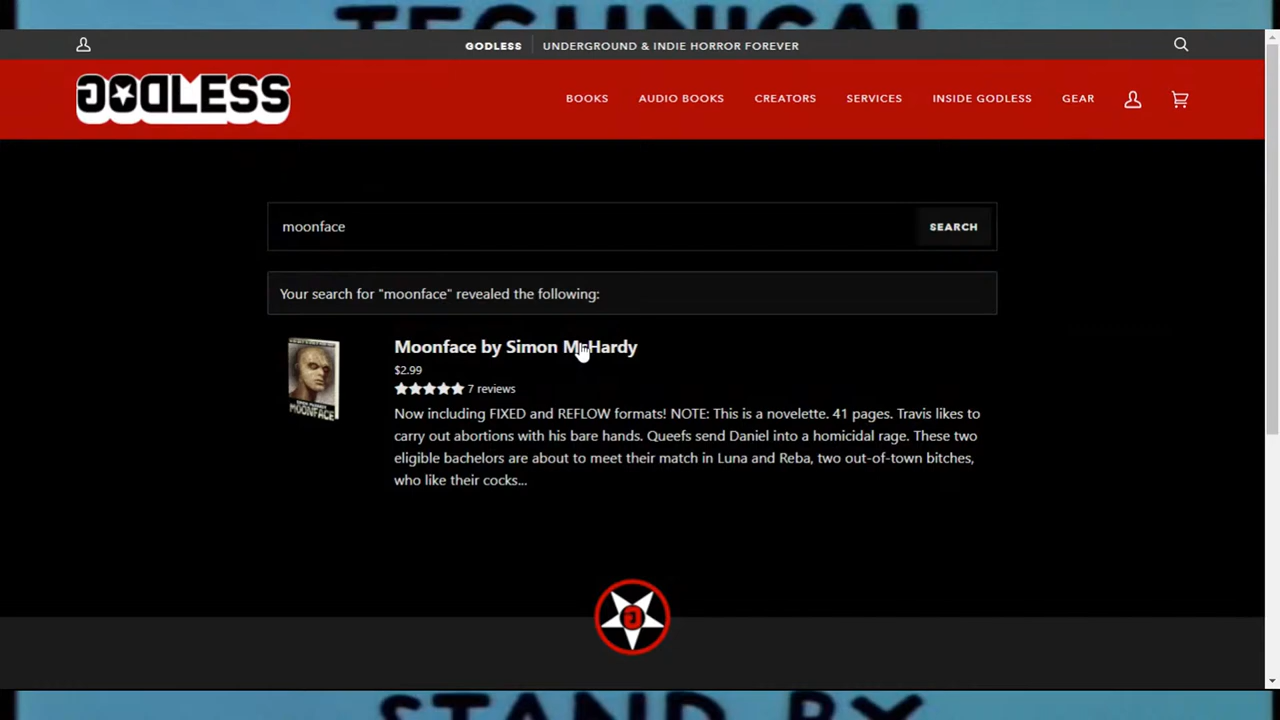 TECHNICAL
GODLESS UNDERGROUND & INDIE HORROR FOREVER
GODLESS
BOOKS AUDIO BOOKS CREATORS SERVICES INSIDE GODLESS GEAR
moonface SEARCH
Your search for "moonface" revealed the following:
Moonface by Simon McHardy
$2.99
7 reviews
Now including FIXED and REFLOW formats! NOTE: This is a novelette. 41 pages. Travis likes to
carry out abortions with his bare hands. Queefs send Daniel into a homicidal rage. These two
eligible bachelors are about to meet their match in Luna and Reba, two out-of-town bitches,
who like their cocks...
MOONFACE
G
STAND BY